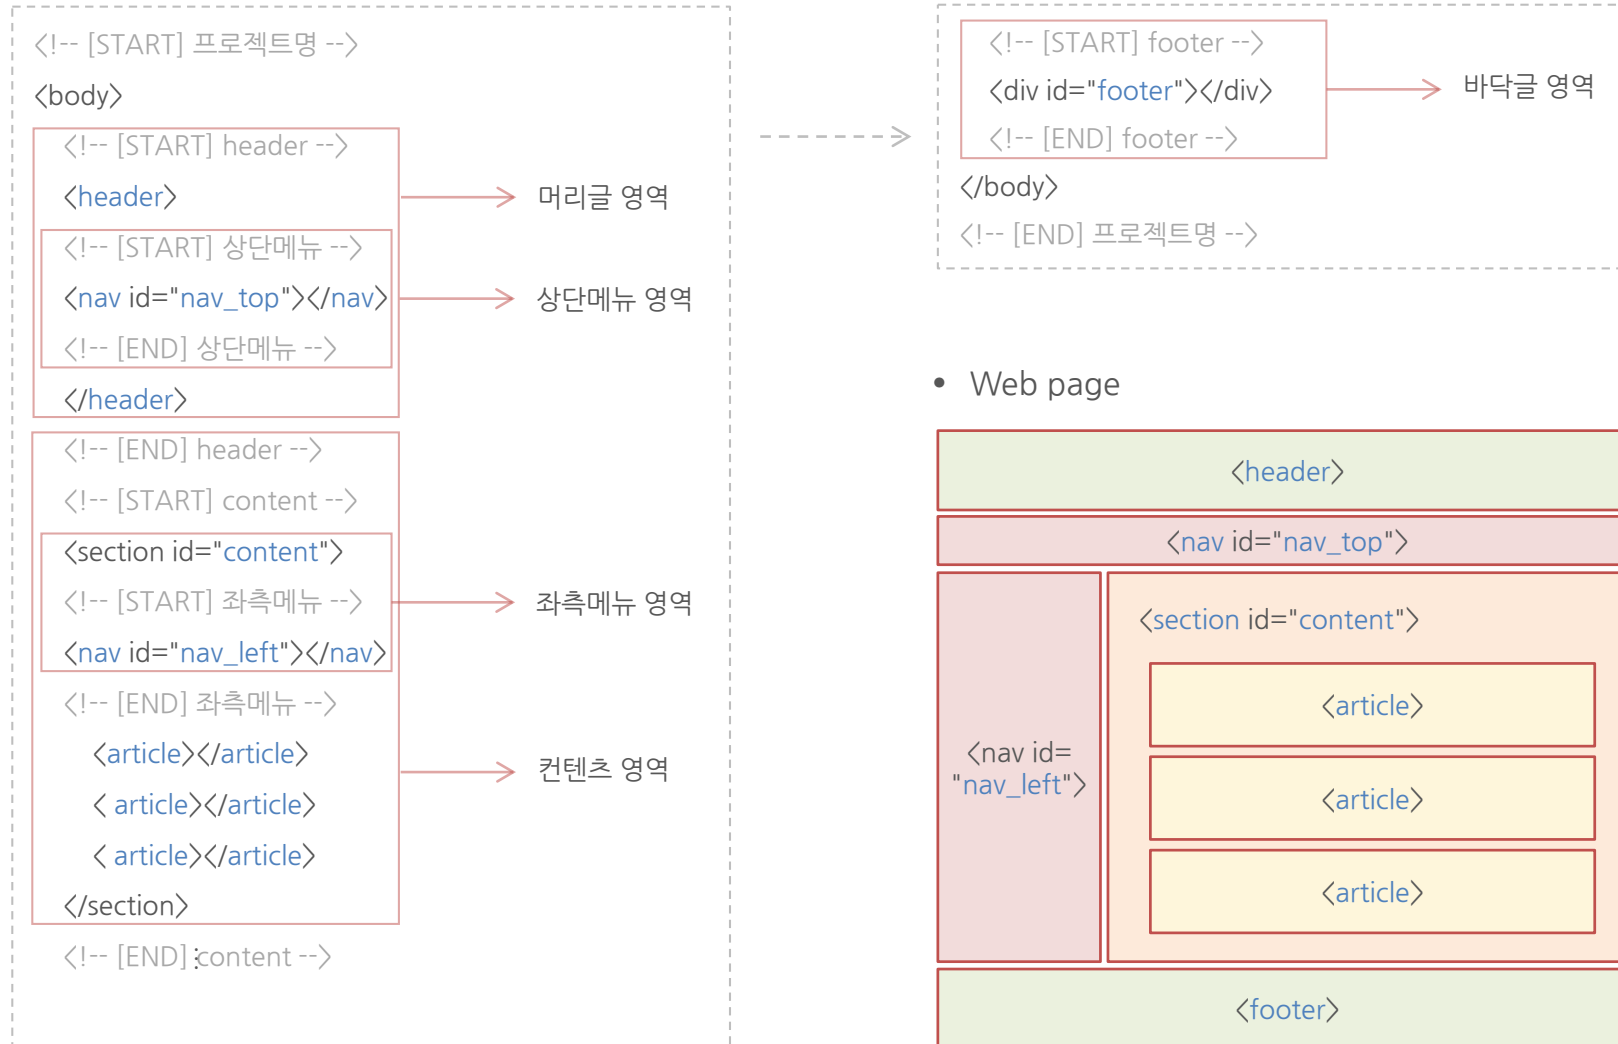 <!-- [START] 프로젝트명 -->
<body>
<!-- [START] header -->
<header>
머리글 영역
<!-- [START] 상단메뉴 -->
<nav id="nav_top"></nav>
상단메뉴 영역
<!-- [END] 상단메뉴 -->
</header>
<!-- [END] header -->
<!-- [START] content -->
<section id="content">
<!-- [START] 좌측메뉴 -->
좌측메뉴 영역
<nav id="nav_left"></nav>
<!-- [END] 좌측메뉴 -->
<article></article>
컨텐츠 영역
< article></article>
< article></article>
</section>
<!-- [END] content -->
:
<!-- [START] footer -->
<div id="footer"></div>
바닥글 영역
<!-- [END] footer -->
</body>
<!-- [END] 프로젝트명 -->
• Web page
<header>
<nav id="nav_top">
<nav id=
"nav_left">
<section id="content">
<article>
<article>
<article>
<footer>